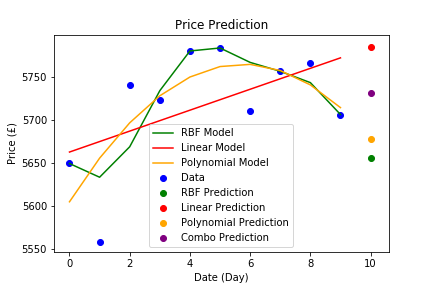 Price Prediction
Price (£)
5750
5700
5650
5600
5550
RBF Model
Linear Model
Polynomial Model
Data
RBF Prediction
Linear Prediction
Polynomial Prediction
Combo Prediction
0 2 4 6 8 10
Date (Day)